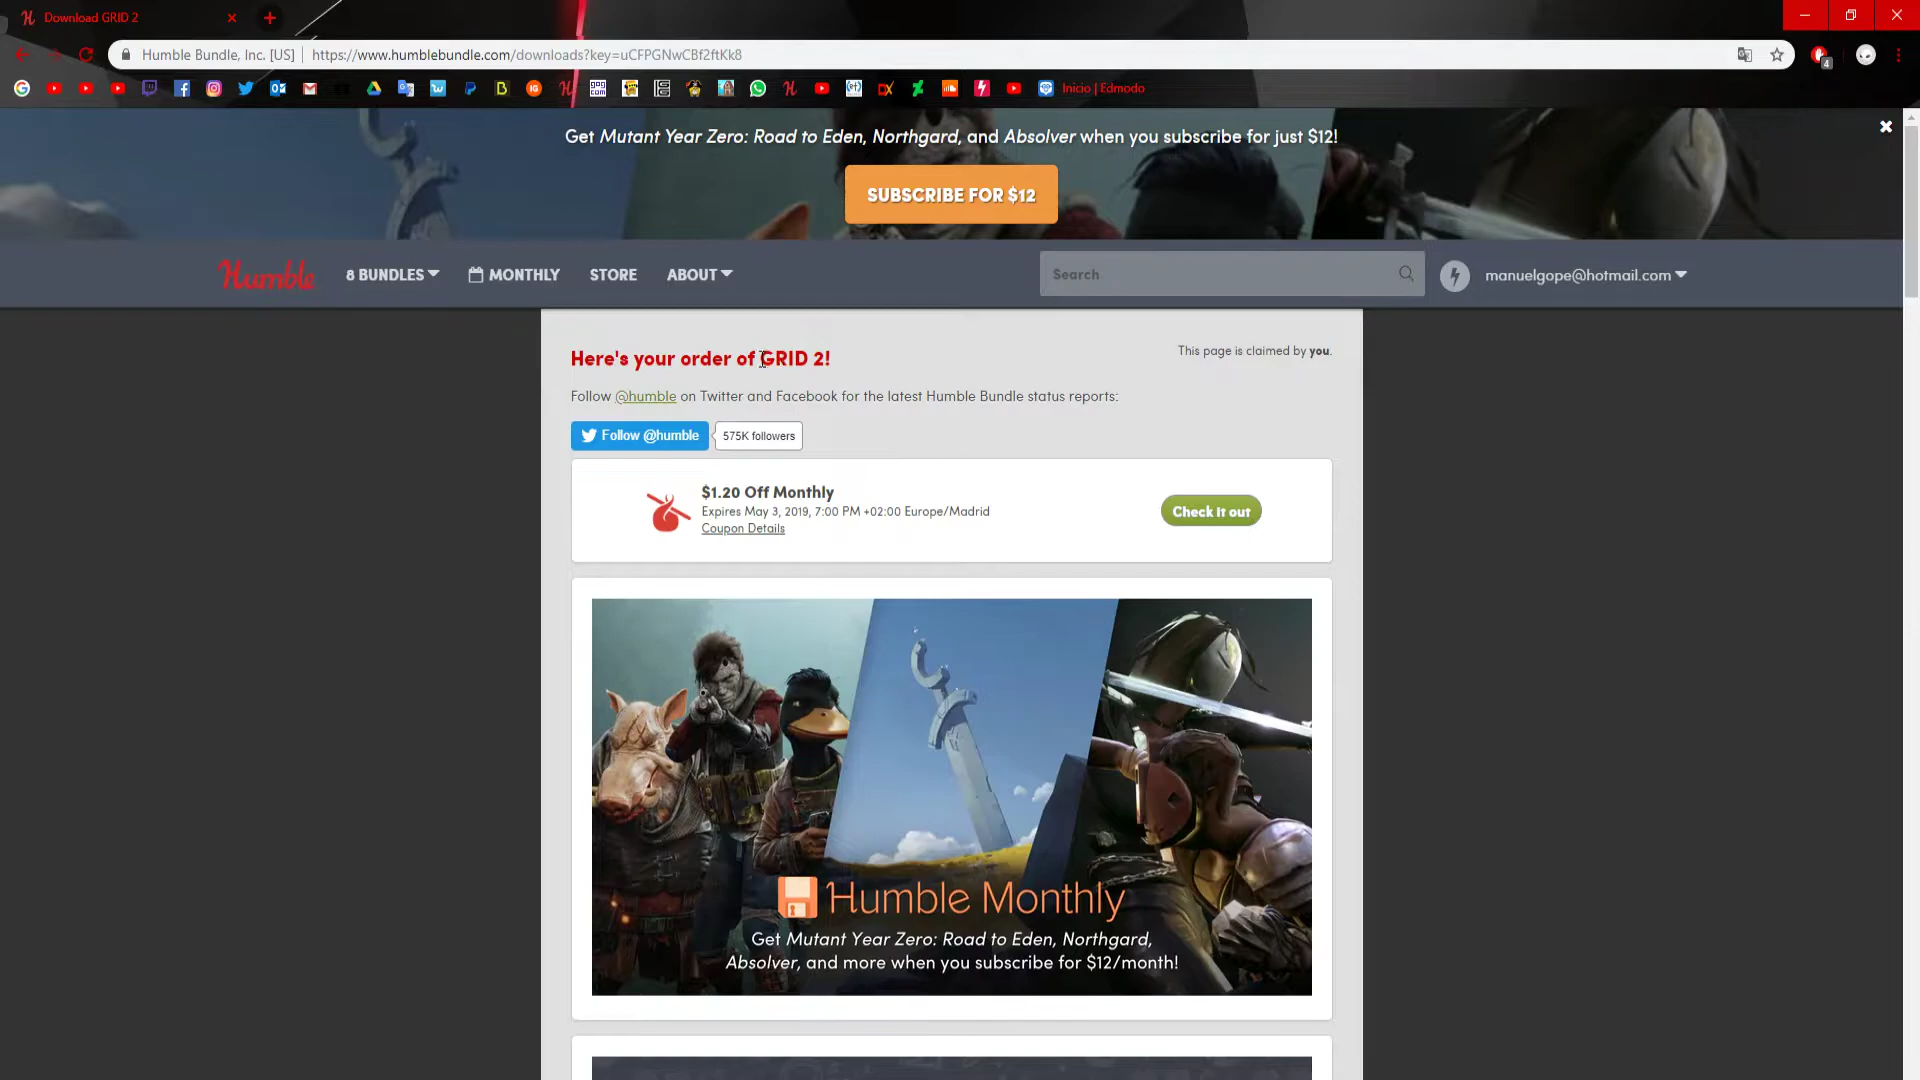 Download GRID 2
Humble Bundle, Inc. [US]
https://www.humblebundle.com/downloads?key=uCFPGNwCBf2ftKk8
4
Inicio | Edmodo
Get Mutant Year Zero: Road to Eden, Northgard, and Absolver when you subscribe for just $12!
SUBSCRIBE FOR $12
Humble
8 BUNDLES
MONTHLY
STORE
ABOUT
Search
manuelgope@hotmail.com
Here's your order of GRID 2!
This page is claimed by you.
Follow @humble on Twitter and Facebook for the latest Humble Bundle status reports:
Follow @humble
575K followers
$1.20 Off Monthly
Expires May 3, 2019, 7:00 PM +02:00 Europe/Madrid
Coupon Details
Check it out
Humble Monthly
Get Mutant Year Zero: Road to Eden, Northgard,
Absolver, and more when you subscribe for $12/month!